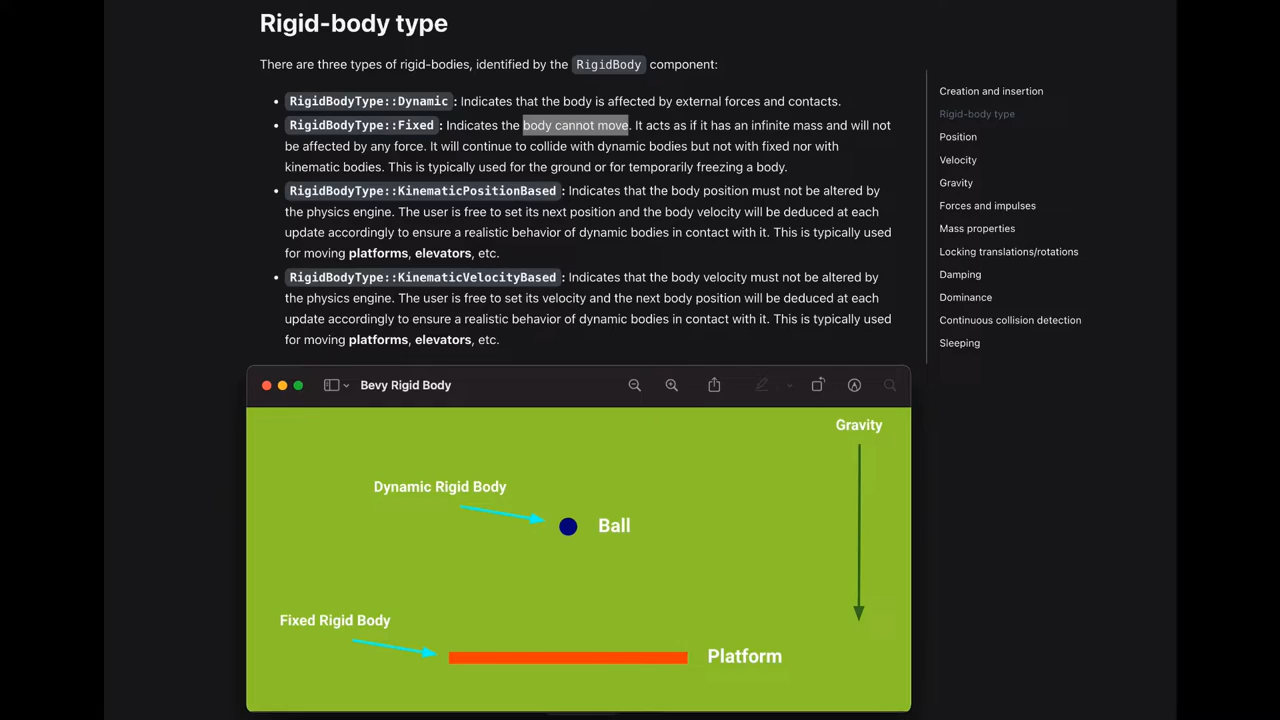 Rigid-body type
There are three types of rigid-bodies, identified by the RigidBody component:
• RigidBodyType::Dynamic : Indicates that the body is affected by external forces and contacts.
• RigidBodyType::Fixed : Indicates the body cannot move. It acts as if it has an infinite mass and will not
be affected by any force. It will continue to collide with dynamic bodies but not with fixed nor with
kinematic bodies. This is typically used for the ground or for temporarily freezing a body.
• RigidBodyType::KinematicPositionBased : Indicates that the body position must not be altered by
the physics engine. The user is free to set its next position and the body velocity will be deduced at each
update accordingly to ensure a realistic behavior of dynamic bodies in contact with it. This is typically used
for moving platforms, elevators, etc.
• RigidBodyType::KinematicVelocityBased : Indicates that the body velocity must not be altered by
the physics engine. The user is free to set its velocity and the next body position will be deduced at each
update accordingly to ensure a realistic behavior of dynamic bodies in contact with it. This is typically used
for moving platforms, elevators, etc.
Creation and insertion
Rigid-body type
Position
Velocity
Gravity
Forces and impulses
Mass properties
Locking translations/rotations
Damping
Dominance
Continuous collision detection
Sleeping
Bevy Rigid Body
Gravity
Dynamic Rigid Body
Ball
Fixed Rigid Body
Platform